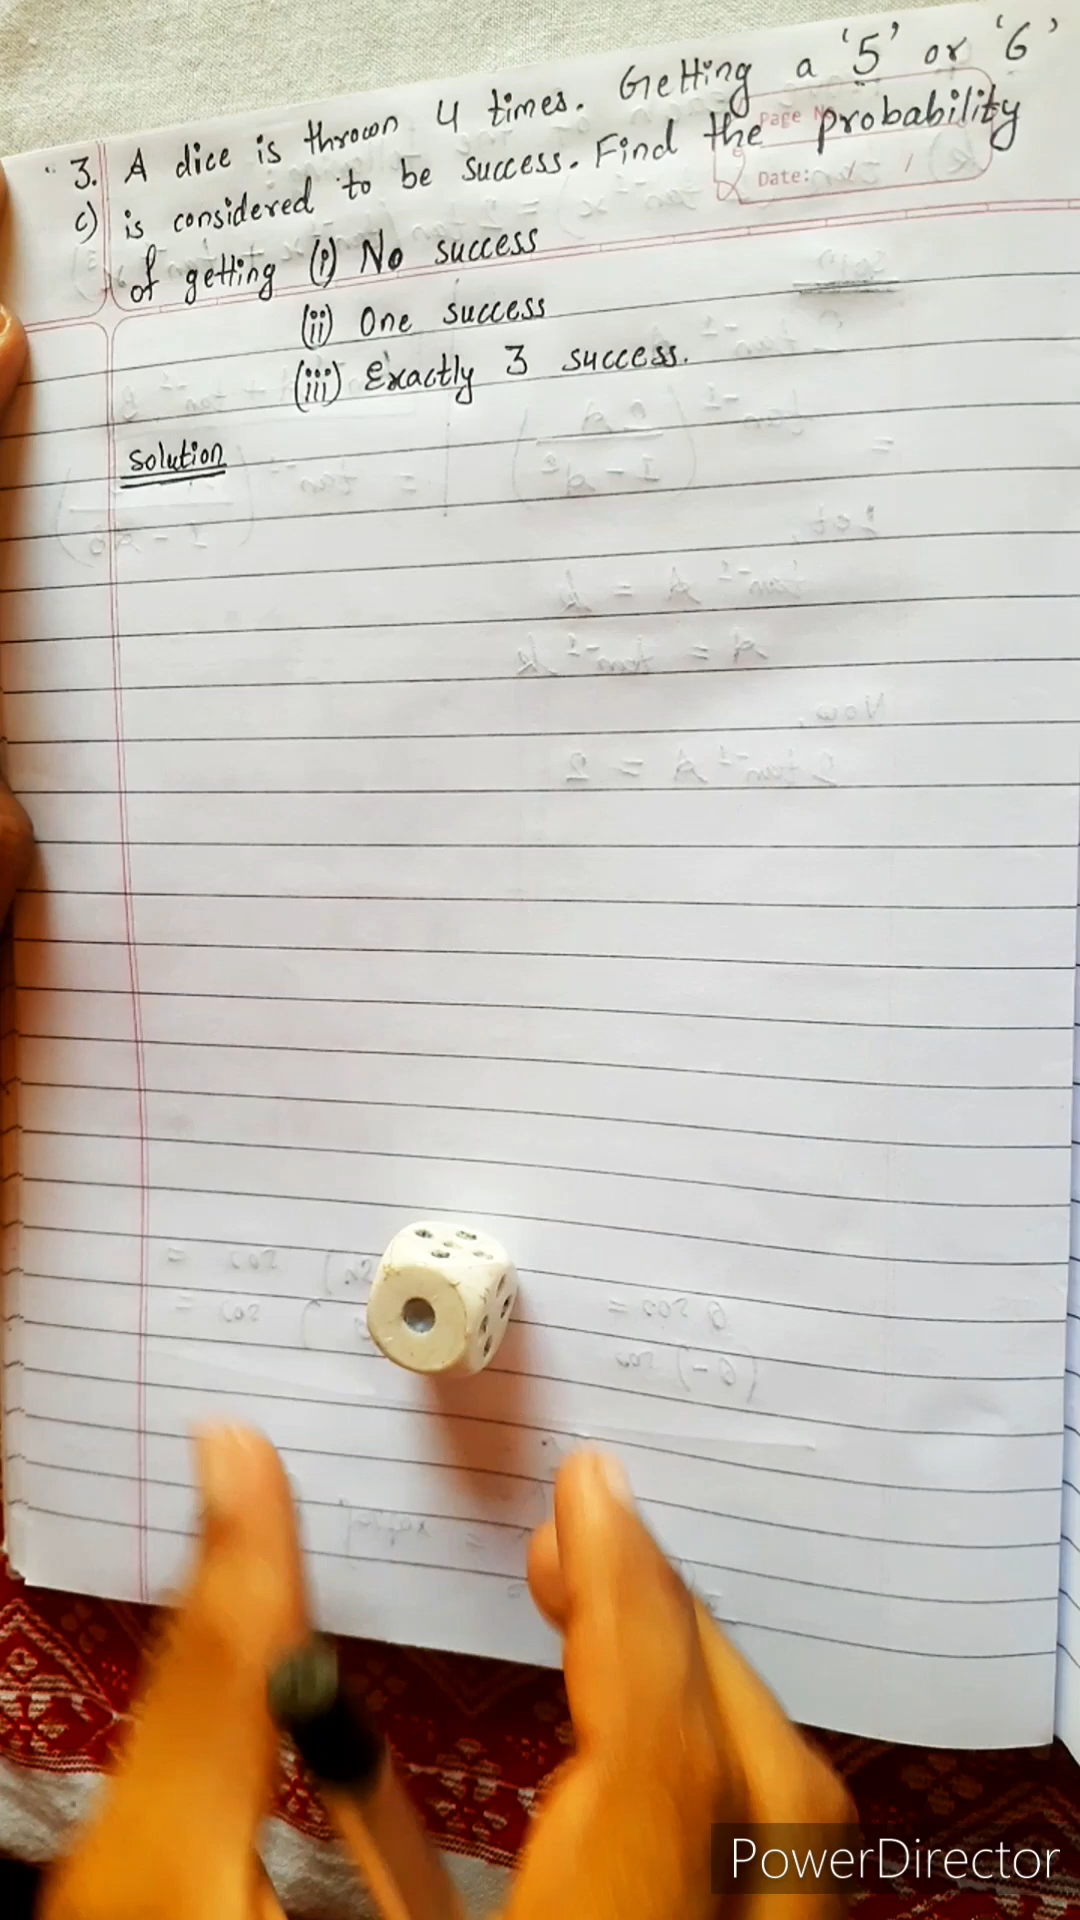 3. A dice is thrown 4 times. Getting a '5' or '6'
c) is considered to be success. Find the probability
of getting (i) No success
(ii) One success
(iii) Exactly 3 success.
Page No
Date: / /
solution
PowerDirector